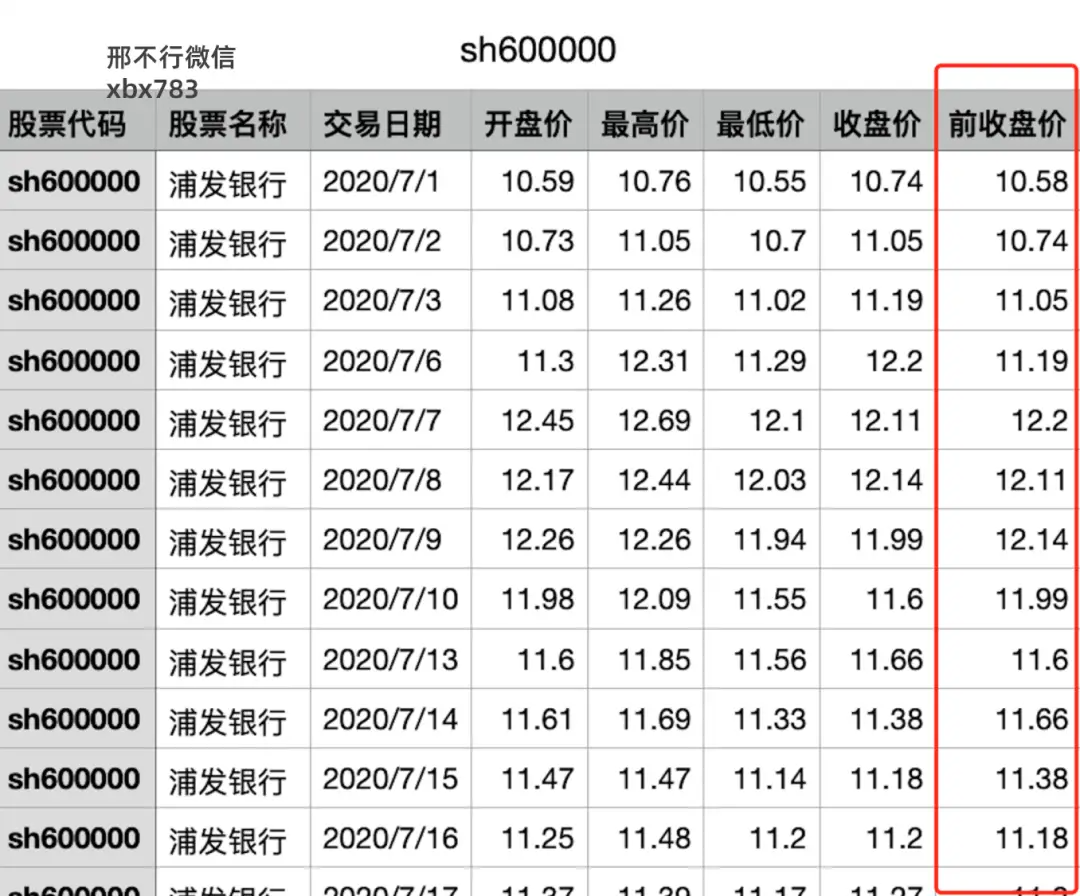 邢不行微信
xbx783
sh600000
股票代码 股票名称 交易日期 开盘价 最高价 最低价 收盘价 前收盘价
sh600000 浦发银行 2020/7/1 10.59 10.76 10.55 10.74 10.58
sh600000 浦发银行 2020/7/2 10.73 11.05 10.7 11.05 10.74
sh600000 浦发银行 2020/7/3 11.08 11.26 11.02 11.19 11.05
sh600000 浦发银行 2020/7/6 11.3 12.31 11.29 12.2 11.19
sh600000 浦发银行 2020/7/7 12.45 12.69 12.1 12.11 12.2
sh600000 浦发银行 2020/7/8 12.17 12.44 12.03 12.14 12.11
sh600000 浦发银行 2020/7/9 12.26 12.26 11.94 11.99 12.14
sh600000 浦发银行 2020/7/10 11.98 12.09 11.55 11.6 11.99
sh600000 浦发银行 2020/7/13 11.6 11.85 11.56 11.66 11.6
sh600000 浦发银行 2020/7/14 11.61 11.69 11.33 11.38 11.66
sh600000 浦发银行 2020/7/15 11.47 11.47 11.14 11.18 11.38
sh600000 浦发银行 2020/7/16 11.25 11.48 11.2 11.2 11.18